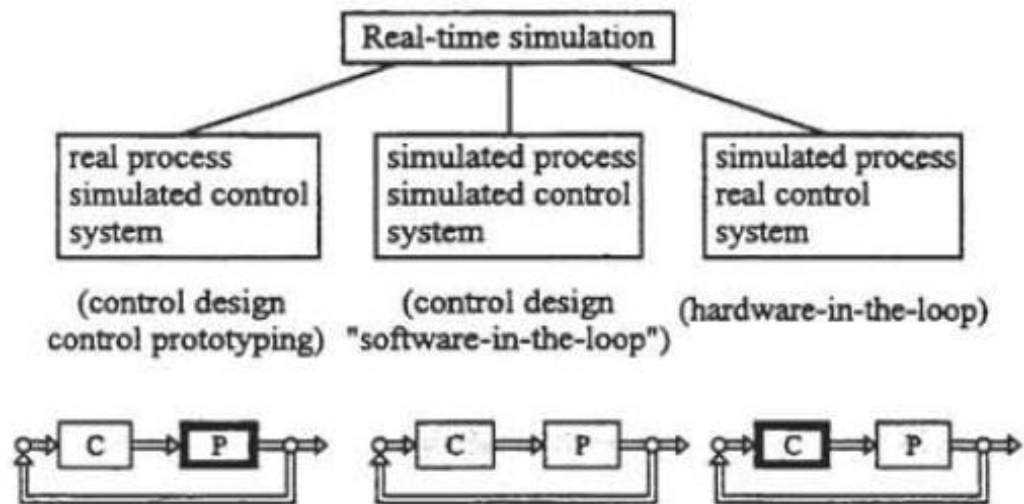 Real-time simulation
real process
simulated control
system
simulated process
simulated control
system
simulated process
real control
system
(control design
control prototyping)
(control design
"software-in-the-loop")
(hardware-in-the-loop)
C P
C P
C P